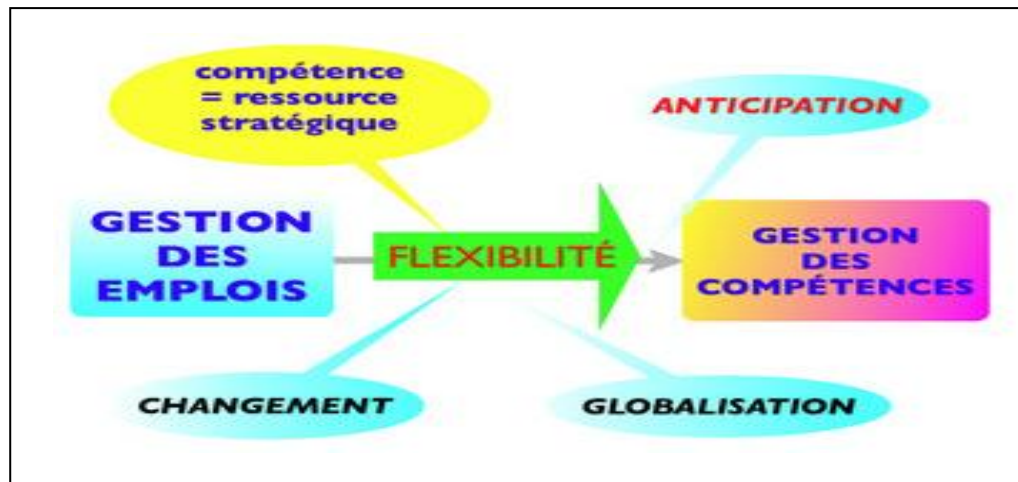 compétence
= ressource
stratégique
ANTICIPATION
GESTION
DES
EMPLOIS
FLEXIBILITÉ
GESTION
DES
COMPÉTENCES
CHANGEMENT
GLOBALISATION